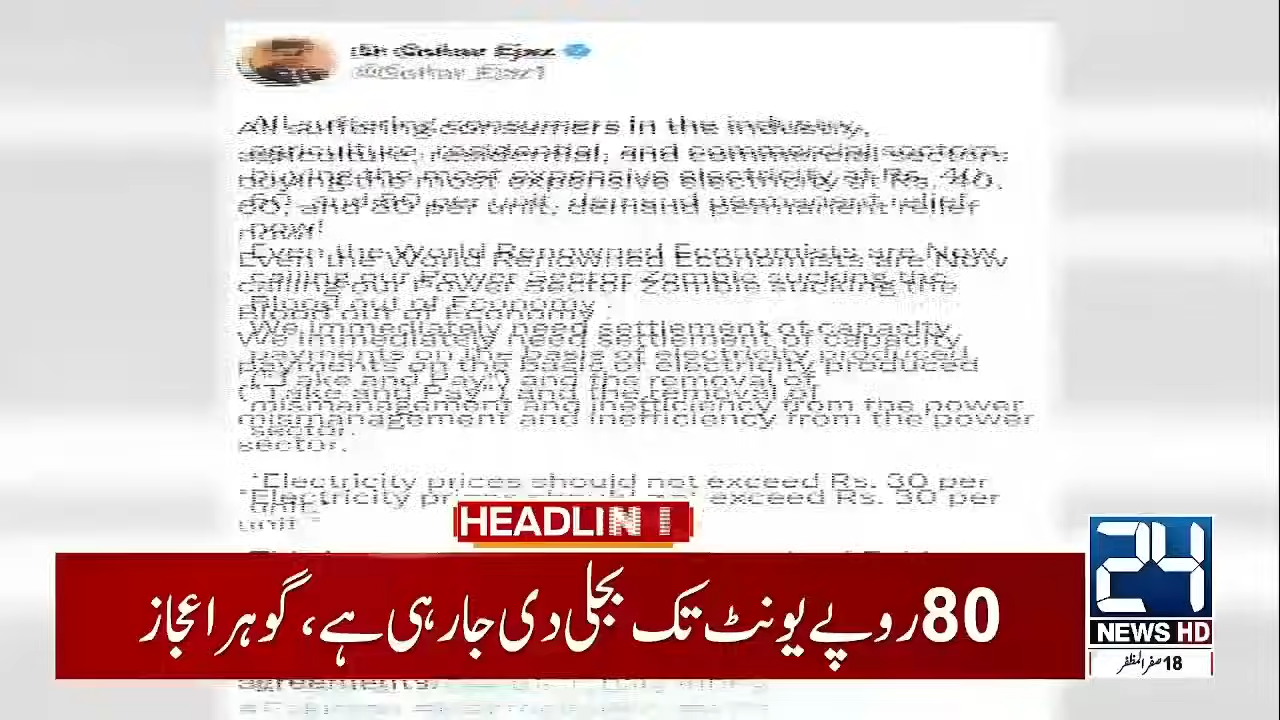 Dr Gohar Ejaz
@Gohar_Ejaz1
All suffering consumers in the industry,
agriculture, residential, and commercial sectors,
buying the most expensive electricity at Rs. 40,
60, and 80 per unit, demand permanent relief
now!
Even the World Renowned Economists are Now
calling our Power Sector Zombie sucking the
Blood out of Economy .
We immediately need settlement of capacity
payments on the basis of electricity produced
("Take and Pay") and the removal of
mismanagement and inefficiency from the power
sector.
"Electricity prices should not exceed Rs. 30 per
unit."
HEADLIN
80 روپے یونٹ تک بجلی دی جارہی ہے، گوہر اعجاز
agreements.
24
NEWS HD
18 صفر المظفر